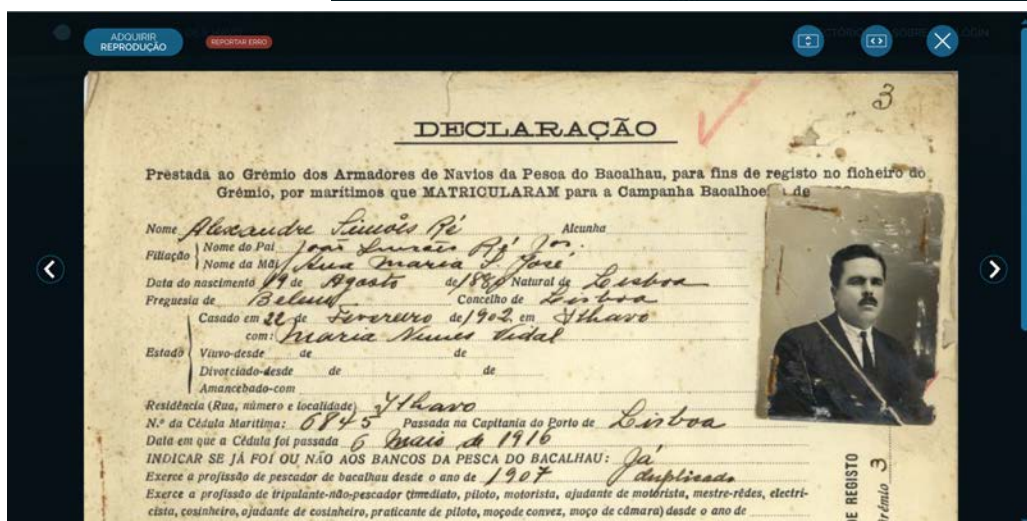 ADQUIRIR
REPRODUÇÃO
REPORTAR ERRO
3
DECLARAÇÃO
Prestada ao Grémio dos Armadores de Navios da Pesca do Bacalhau, para fins de registo no ficheiro do
Grémio, por marítimos que MATRICULARAM para a Campanha Bacalhoeira de
Nome Alexandre Simões Ré Alcunha
Filiação Nome do Pai João Ré
Nome da Mãi Ana Maria José
Data do nascimento 19 de Agosto de Natural de Lisboa
Freguesia de Belem Concelho de Lisboa
Casado em 22 de Fevereiro de 1902 em Ilhavo
com: Maria Nunes Vidal
Estado Viuvo-desde de de
Divorciado-desde de de
Amancebado-com
Residência (Rua, número e localidade) Ilhavo
N.º da Cédula Marítima: 6845 Passada na Capitania do Porto de Lisboa
Data em que a Cédula foi passada 6 Maio de 1916
INDICAR SE JÁ FOI OU NÃO AOS BANCOS DA PESCA DO BACALHAU: Já
Exerce a profissão de pescador de bacalhau desde o ano de 1907 duplicado
Exerce a profissão de tripulante-não-pescador (imediato, piloto, motorista, ajudante de motorista, mestre-rêdes, electri-
cista, cosinheiro, ajudante de cosinheiro, praticante de piloto, moço de convez, moço de câmara) desde o ano de
E REGISTO
rémio 3